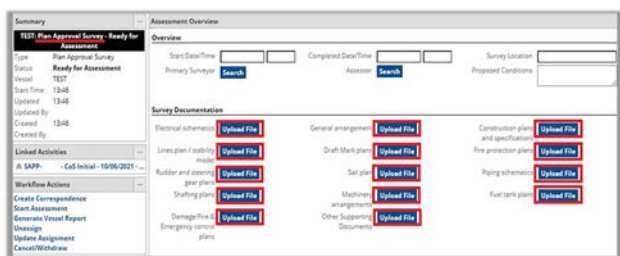 Summary
TEST: Plan Approval Survey - Ready for
Assessment
Type Plan Approval Survey
Status Ready for Assessment
Vessel TEST
Start Time 13:46
Updated 13:46
Updated By
Created 13:46
Created By
Linked Activities
SAPP- - CoS Initial - 10/06/2021 - ...
Workflow Actions
Create Correspondence
Start Assessment
Generate Vessel Report
Unassign
Update Assignment
Cancel/Withdraw
Assessment Overview
Overview
Start Date/Time Completed Date/Time Survey Location
Primary Surveyor Search Assessor Search Proposed Conditions
Survey Documentation
Electrical schematics Upload File General arrangement Upload File Construction plans Upload File
and specifications
Lines plan / stability Upload File Draft Mark plans Upload File Fire protection plans Upload File
model
Rudder and steering Upload File Sail plan Upload File Piping schematics Upload File
gear plans
Shafting plans Upload File Machinery Upload File Fuel tank plans Upload File
arrangements
Damage/Fire & Upload File Other Supporting Upload File
Emergency control Documents
plans